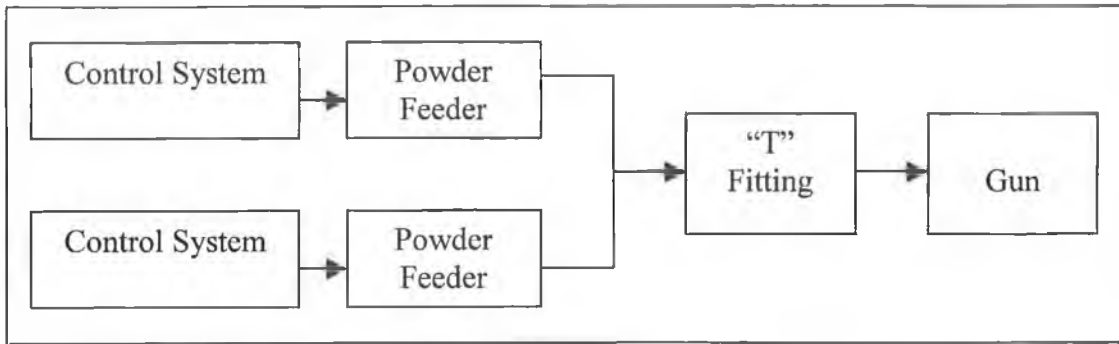 Control System
Powder
Feeder
“T”
Fitting
Gun
Control System
Powder
Feeder